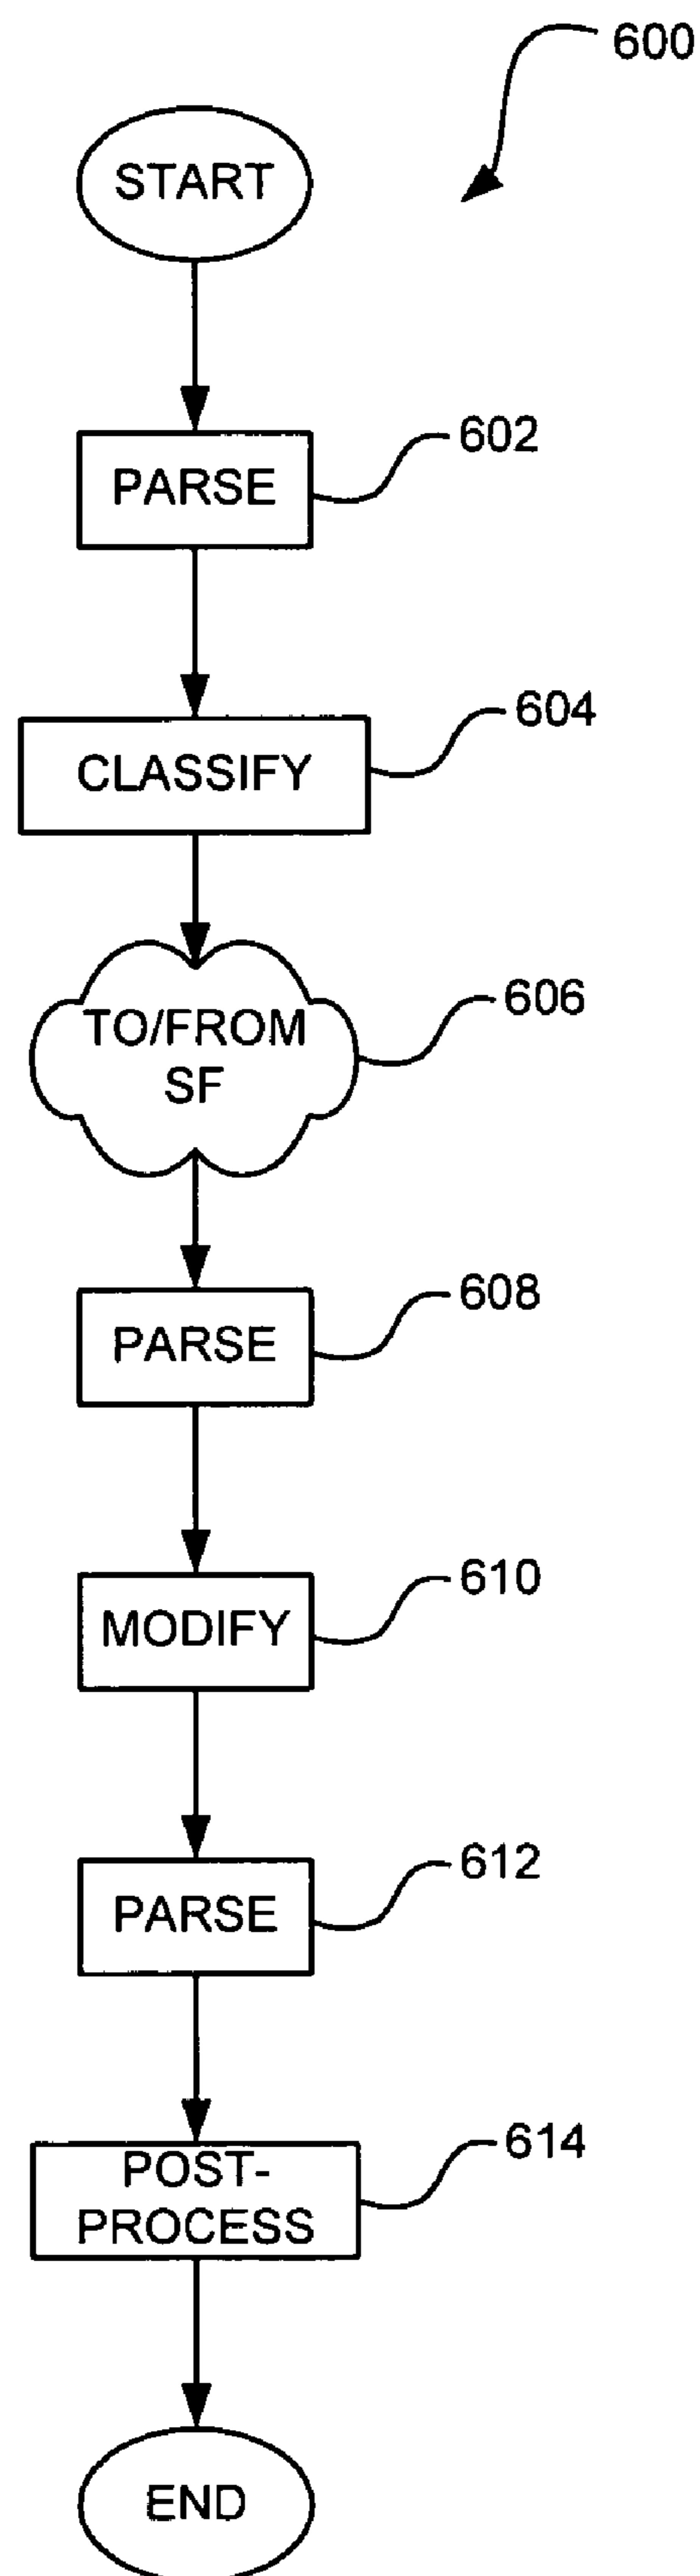 600
START
PARSE
602
CLASSIFY
604
TO/FROM
SF
606
PARSE
608
MODIFY
610
PARSE
612
POST-
PROCESS
614
END